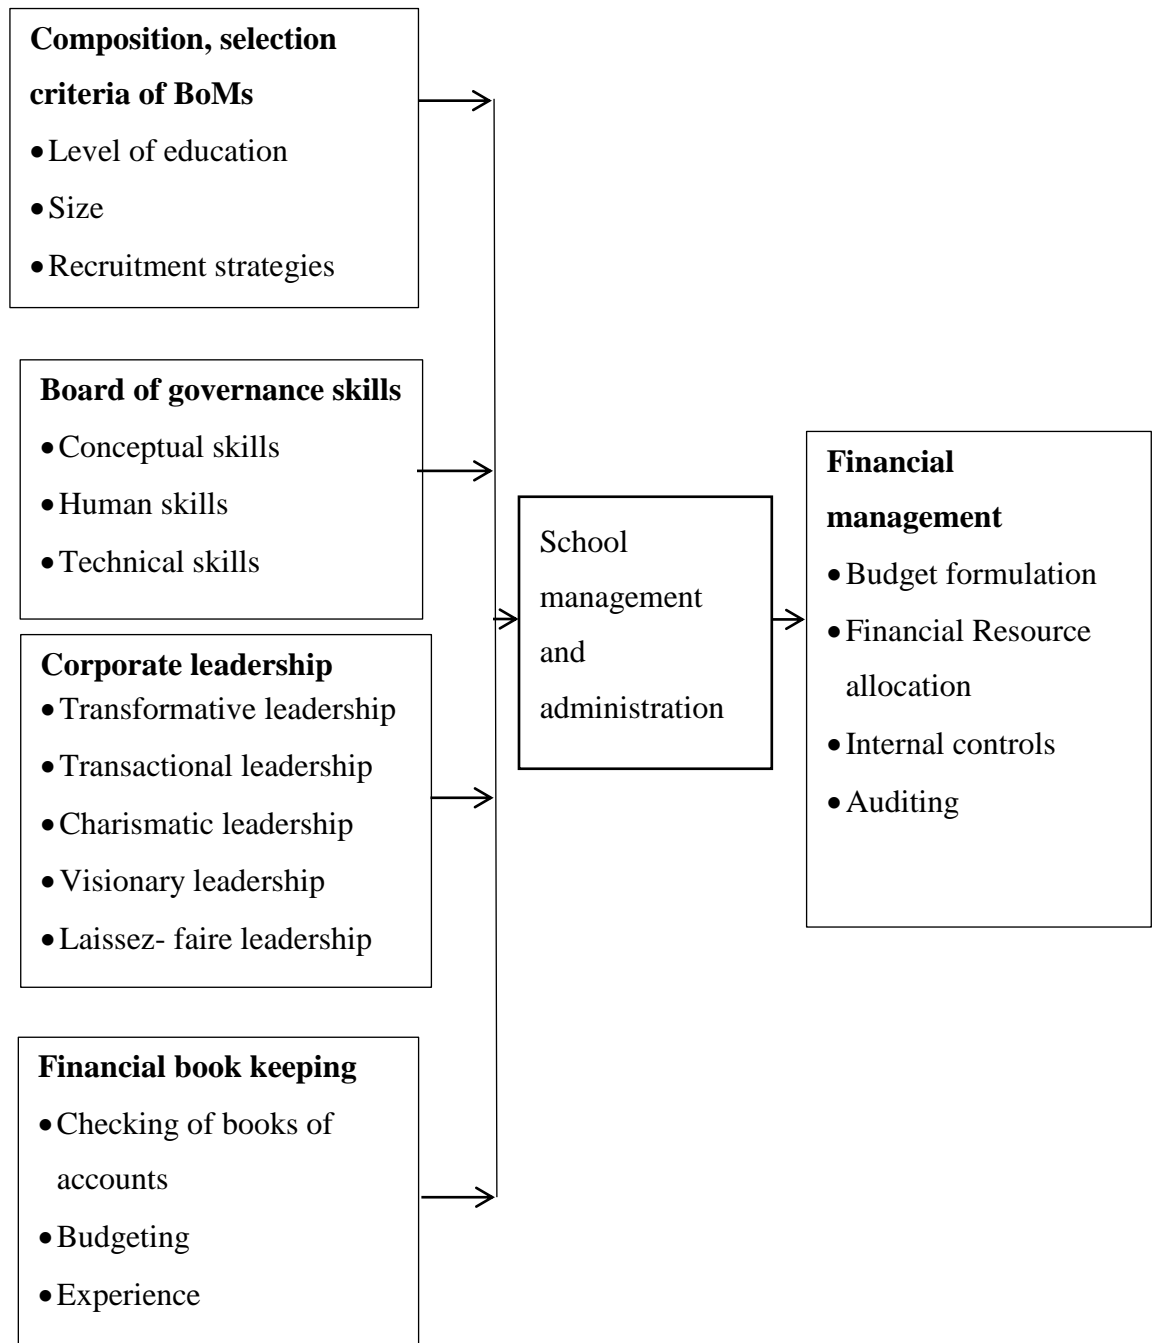 Composition, selection
criteria of BoMs
•Level of education
•Size
•Recruitment strategies
Board of governance skills
•Conceptual skills
•Human skills
•Technical skills
Corporate leadership
•Transformative leadership
•Transactional leadership
•Charismatic leadership
•Visionary leadership
•Laissez- faire leadership
Financial book keeping
•Checking of books of
accounts
•Budgeting
•Experience
School
management
and
administration
Financial
management
•Budget formulation
•Financial Resource
allocation
•Internal controls
•Auditing